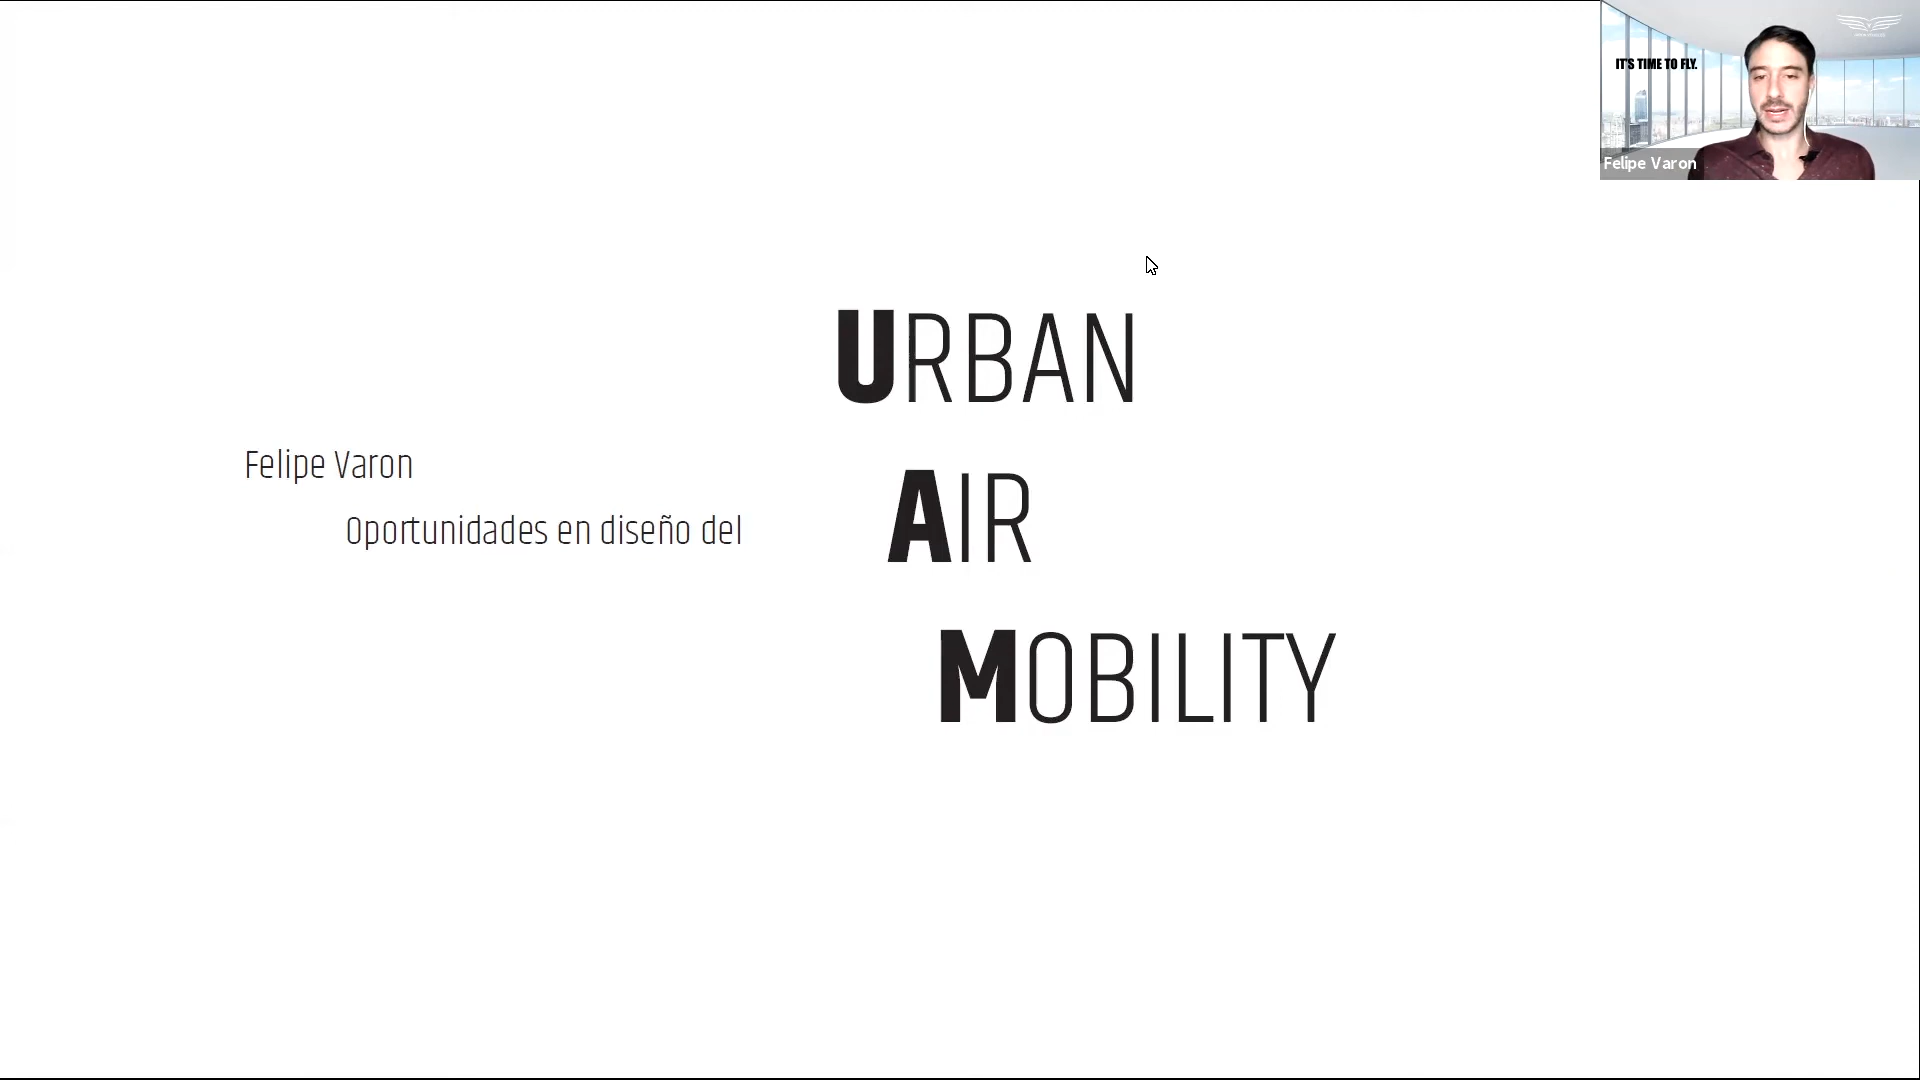 IT'S TIME TO FLY.
Felipe Varon
URBAN
Felipe Varon
AIR
Oportunidades en diseño del
MOBILITY